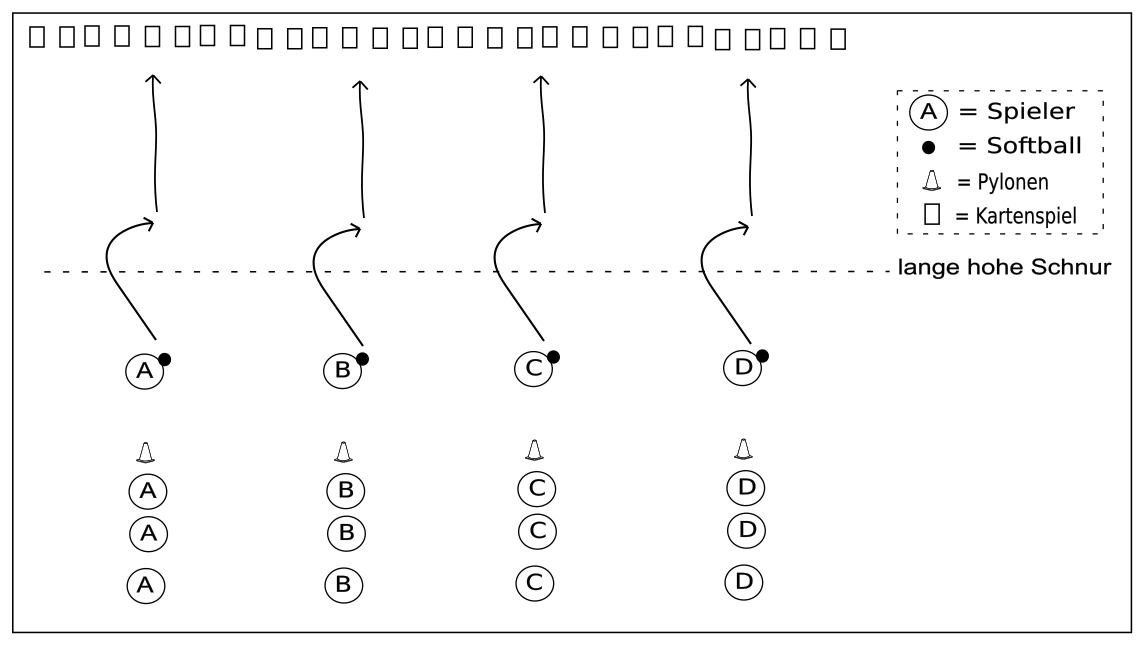 A = Spieler
= Softball
= Pylonen
= Kartenspiel
lange hohe Schnur
A B C D
A B C D
A B C D
A B C D